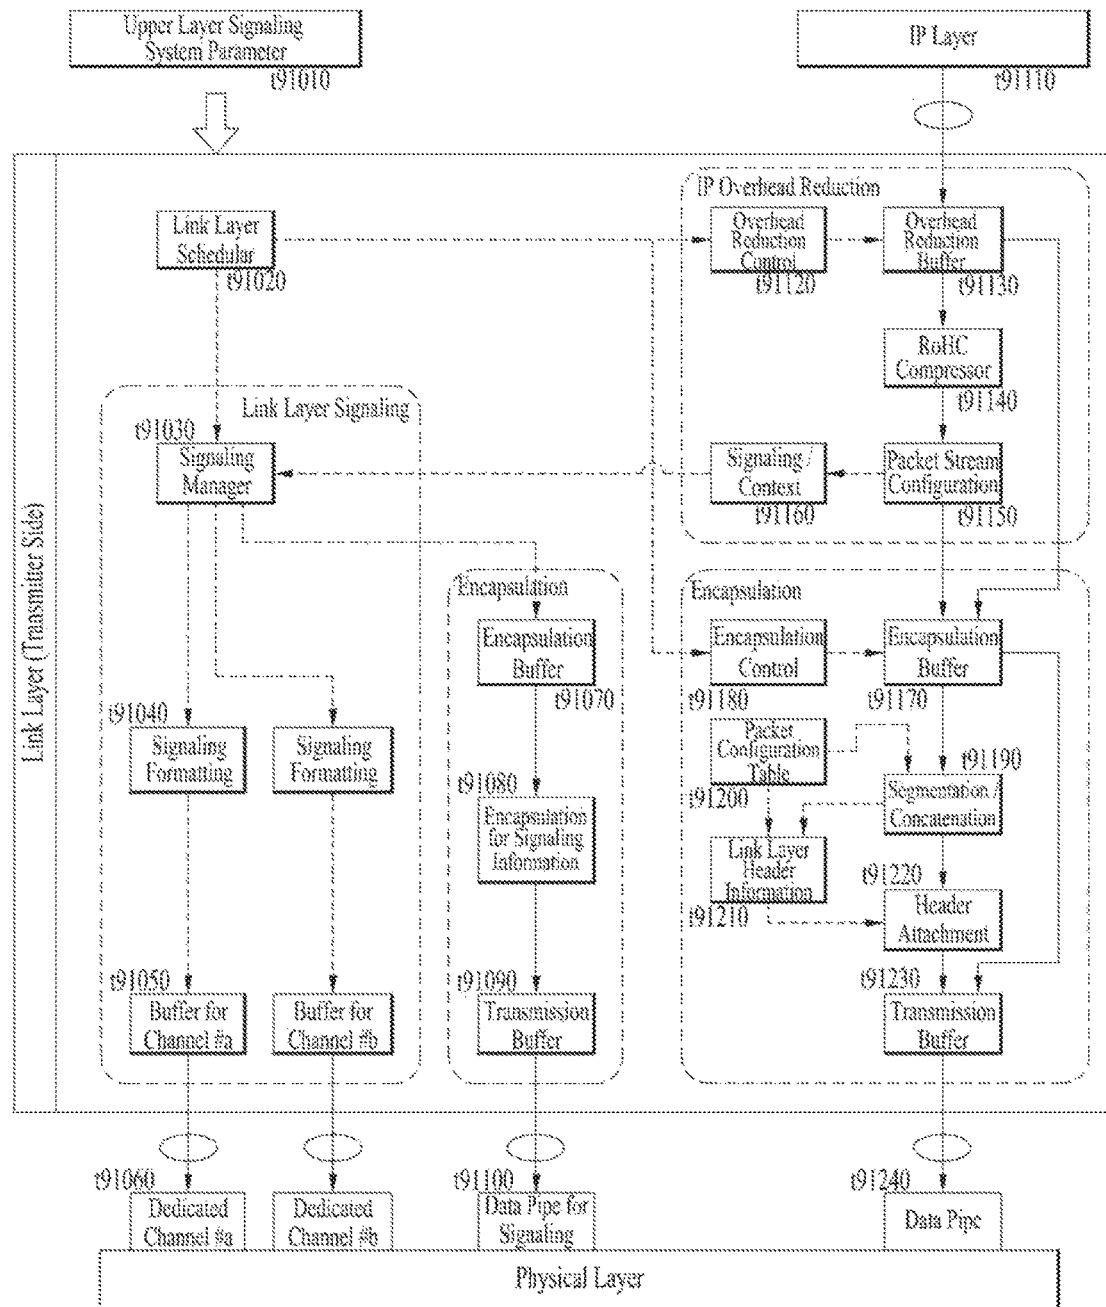 Upper Layer Signaling
System Parameter
t91010
IP Layer
t91110
Link Layer (Transmitter Side)
IP Overhead Reduction
Link Layer
Schedular
t91020
Overhead
Reduction
Control
t91120
Overhead
Reduction
Buffer
t91130
RoHC
Compressor
t91140
Link Layer Signaling
t91030
Signaling
Manager
Signaling /
Context
t91160
Packet Stream
Configuration
t91150
Encapsulation
Encapsulation
Buffer
t91070
Encapsulation
Encapsulation
Control
t91180
Encapsulation
Buffer
t91170
t91040
Signaling
Formatting
Signaling
Formatting
t91080
Encapsulation
for Signaling
Information
Packet
Configuration
Table
t91200
t91190
Segmentation /
Concatenation
Link Layer
Header
Information
t91210
t91220
Header
Attachment
t91050
Buffer for
Channel #a
Buffer for
Channel #b
t91090
Transmission
Buffer
t91230
Transmission
Buffer
t91060
Dedicated
Channel #a
Dedicated
Channel #b
t91100
Data Pipe for
Signaling
t91240
Data Pipe
Physical Layer